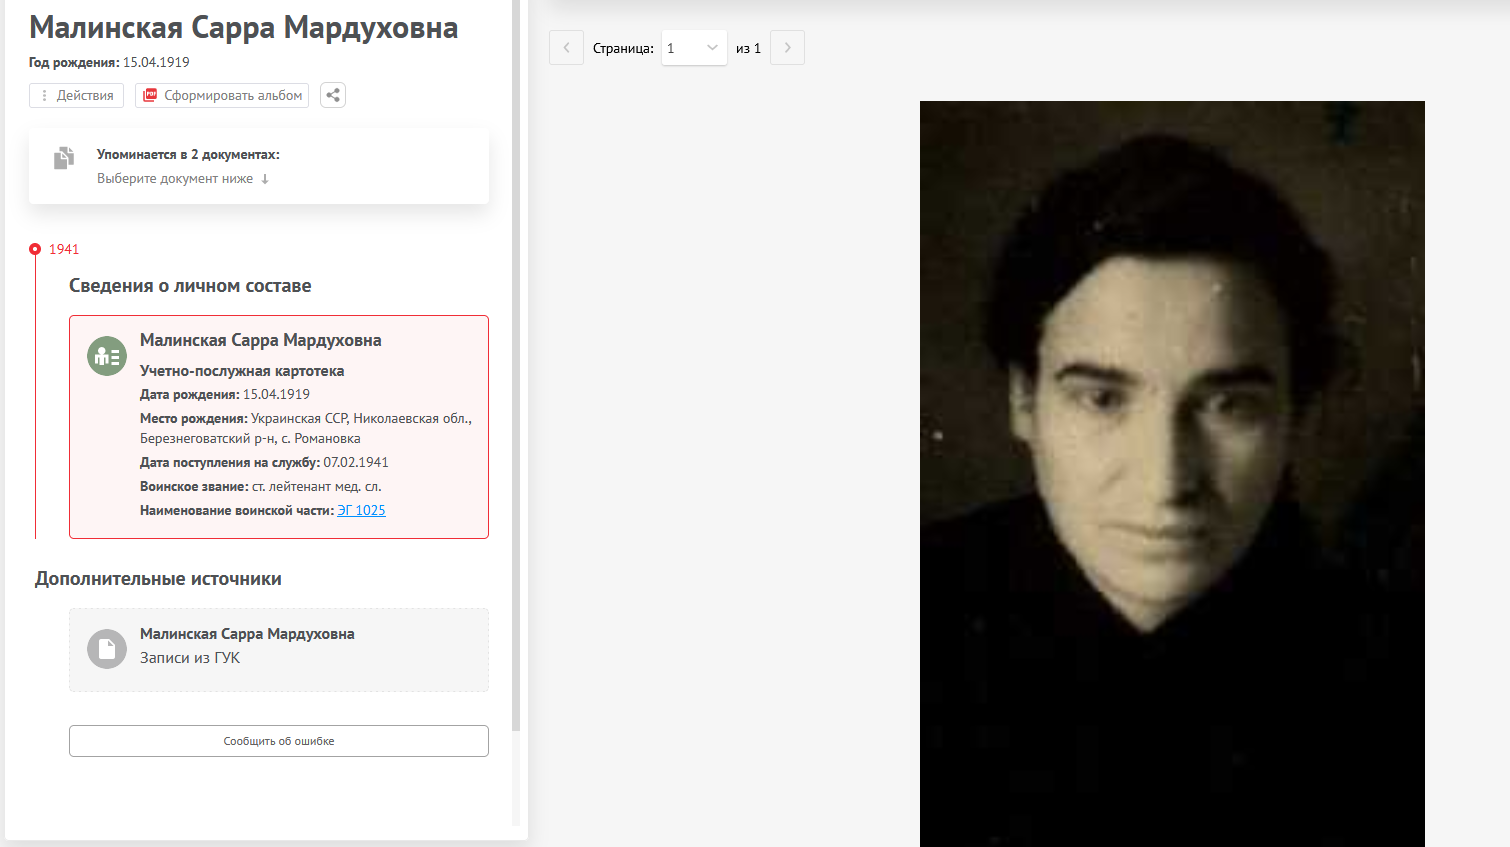 Малинская Сарра Мардуховна
Год рождения: 15.04.1919
Действия
PDF
Сформировать альбом
Упоминается в 2 документах:
Выберите документ ниже ↓
1941
Сведения о личном составе
Малинская Сарра Мардуховна
Учетно-послужная картотека
Дата рождения: 15.04.1919
Место рождения: Украинская ССР, Николаевская обл.,
Березнеговатский р-н, с. Романовка
Дата поступления на службу: 07.02.1941
Воинское звание: ст. лейтенант мед. сл.
Наименование воинской части: ЭГ 1025
Дополнительные источники
Малинская Сарра Мардуховна
Записи из ГУК
Сообщить об ошибке
Страница: 1 из 1